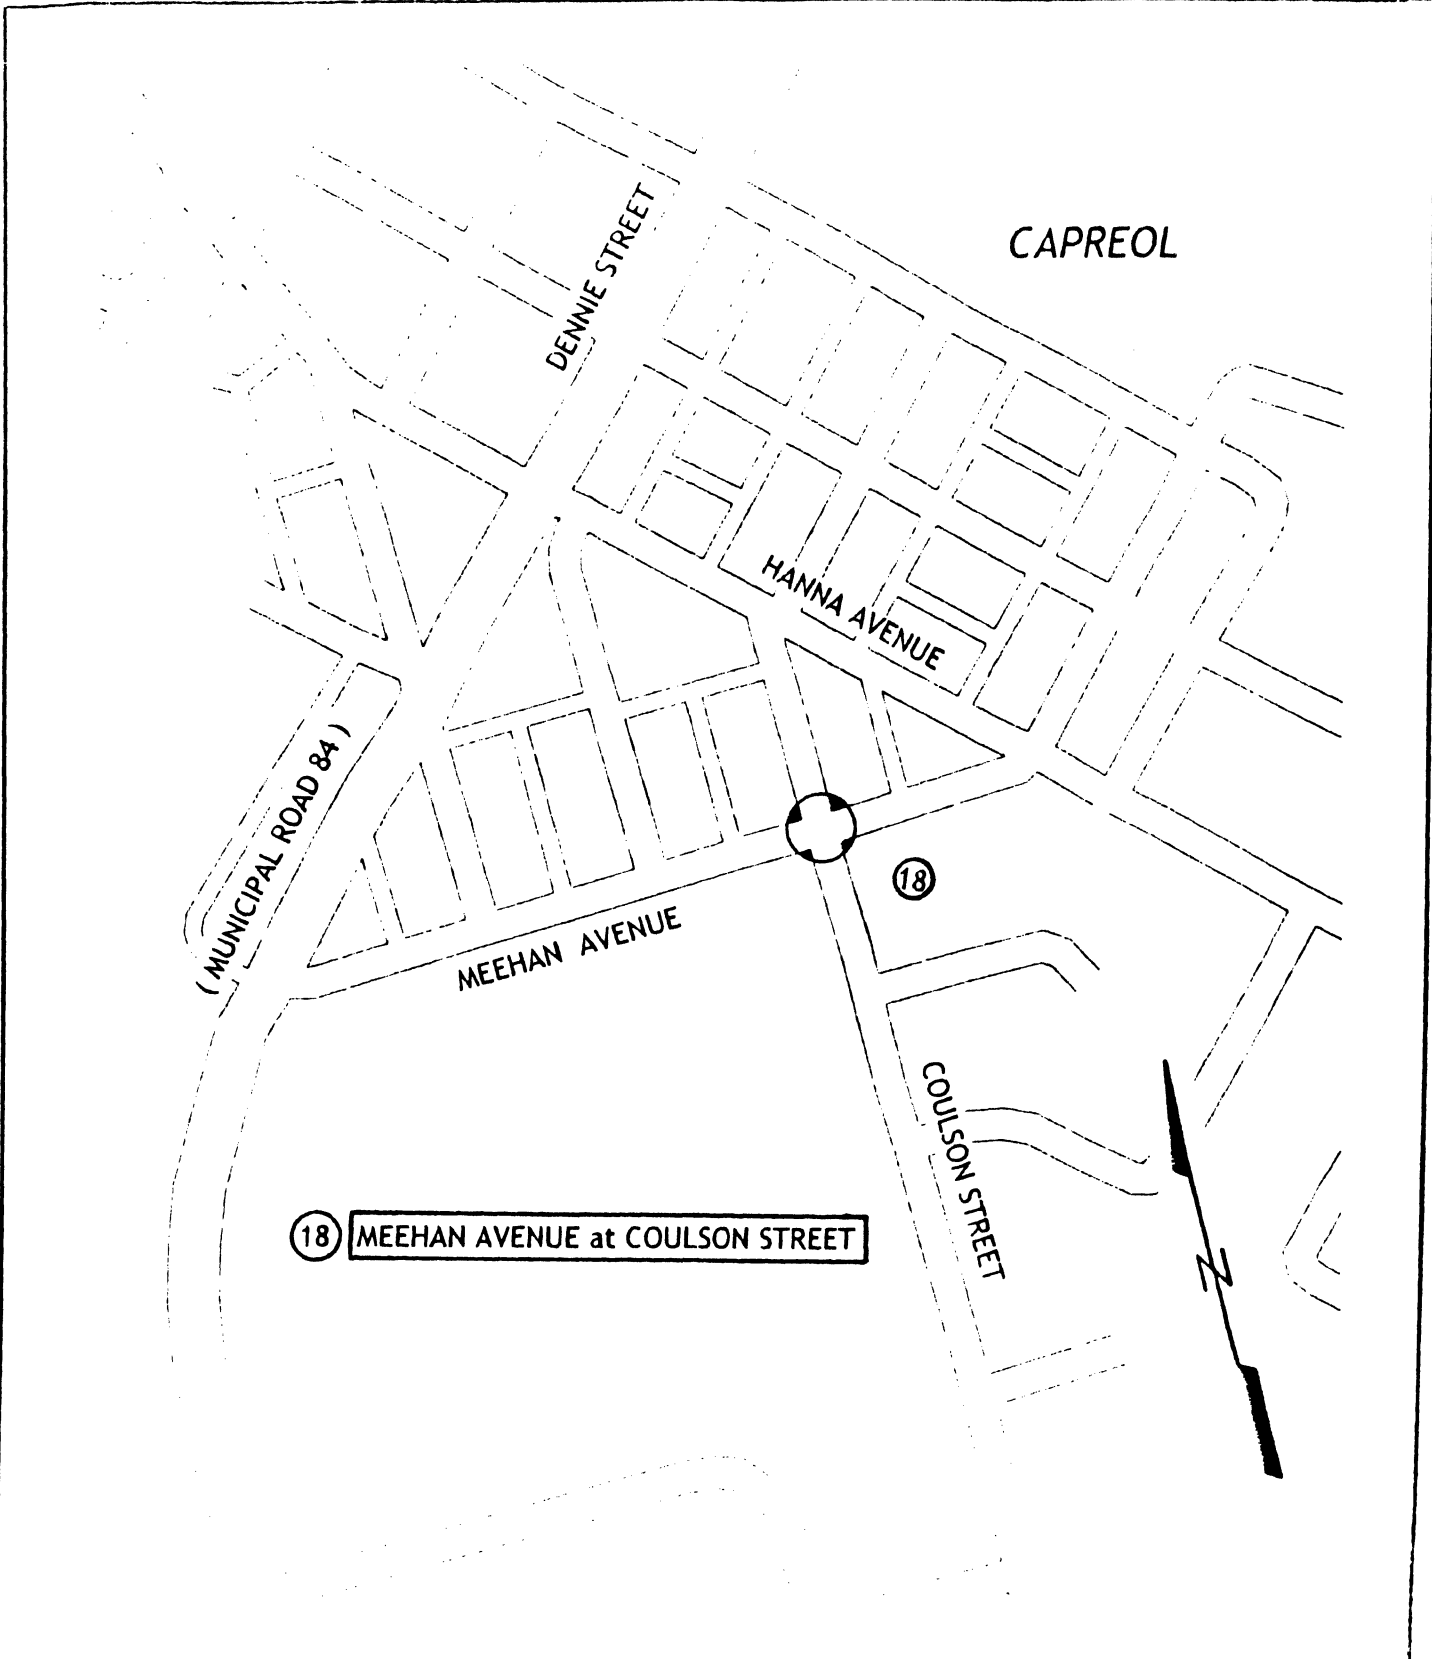 CAPREOL
DENNIE STREET
HANNA AVENUE
( MUNICIPAL ROAD 84 )
18
MEEHAN AVENUE
COULSON STREET
18 MEEHAN AVENUE at COULSON STREET
N